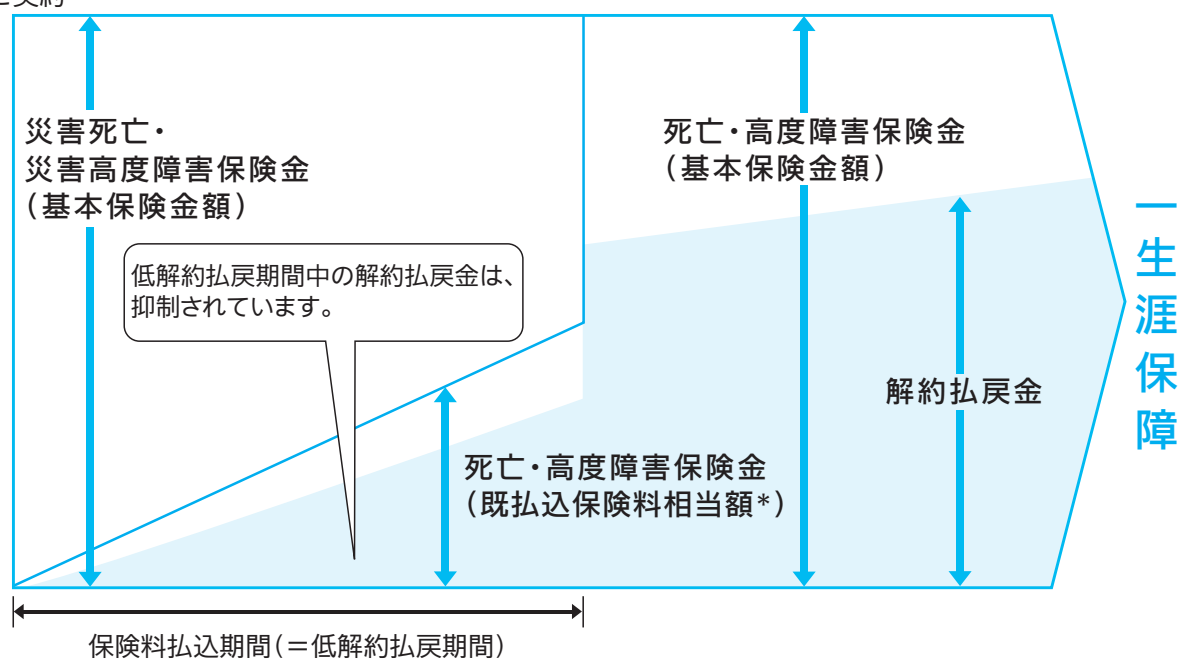 ご契約
災害死亡・
災害高度障害保険金
（基本保険金額）
死亡・高度障害保険金
（基本保険金額）
低解約払戻期間中の解約払戻金は、
抑制されています。
一生涯保障
解約払戻金
死亡・高度障害保険金
（既払込保険料相当額*）
保険料払込期間（＝低解約払戻期間）